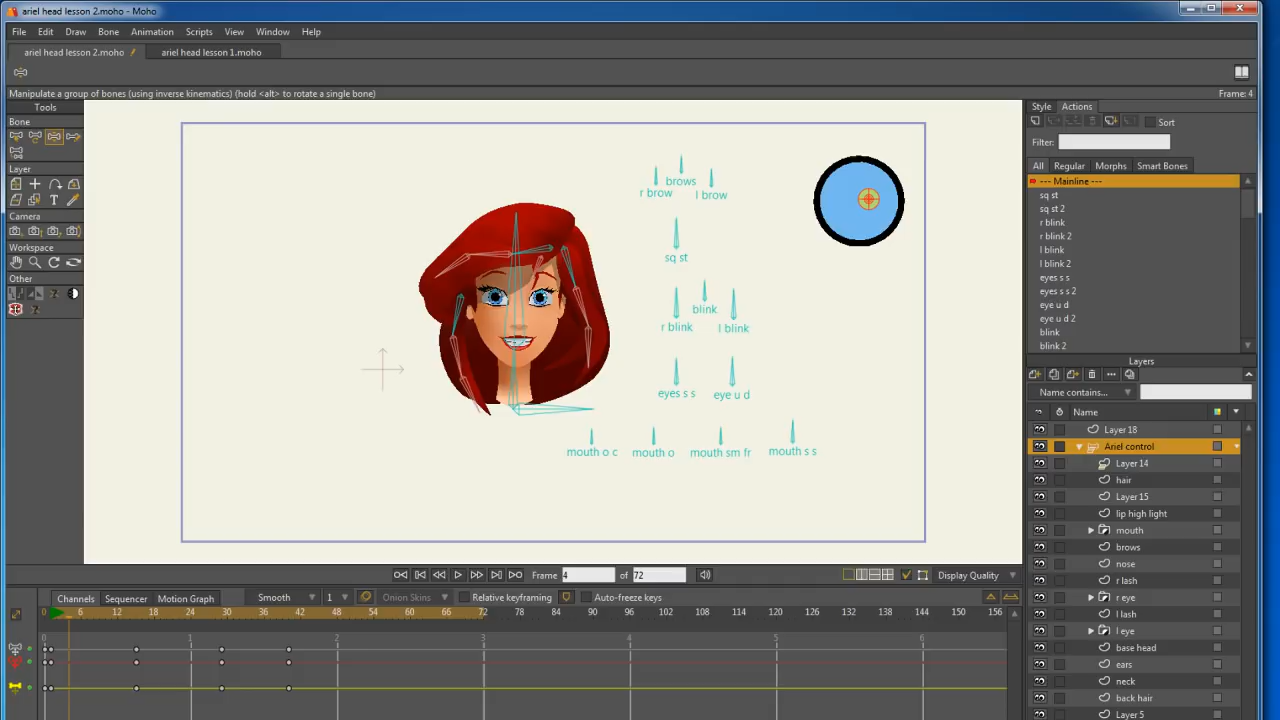 ariel head lesson 2.moho - Moho
File Edit Draw Bone Animation Scripts View Window Help
ariel head lesson 2.moho ariel head lesson 1.moho
Manipulate a group of bones (using inverse kinematics) (hold <alt> to rotate a single bone) Frame: 4
Tools
Bone
Layer
Camera
Workspace
Other
brows
r brow l brow
sq st
blink
r blink l blink
eyes s s eye u d
mouth o c mouth o mouth sm fr mouth s s
Style Actions
Sort
Filter:
All Regular Morphs Smart Bones
--- Mainline ---
sq st
sq st 2
r blink
r blink 2
l blink
l blink 2
eyes s s
eyes s s 2
eye u d
eye u d 2
blink
blink 2
Layers
Name contains...
Name
Layer 18
Ariel control
Layer 14
hair
Layer 15
lip high light
mouth
brows
nose
r lash
r eye
l lash
l eye
base head
ears
neck
back hair
Layer 5
Frame 4 of 72 Display Quality
Channels Sequencer Motion Graph Smooth 1 Onion Skins Relative keyframing Auto-freeze keys
0 6 12 18 24 30 36 42 48 54 60 66 72 78 84 90 96 102 108 114 120 126 132 138 144 150 156
0 1 2 3 4 5 6